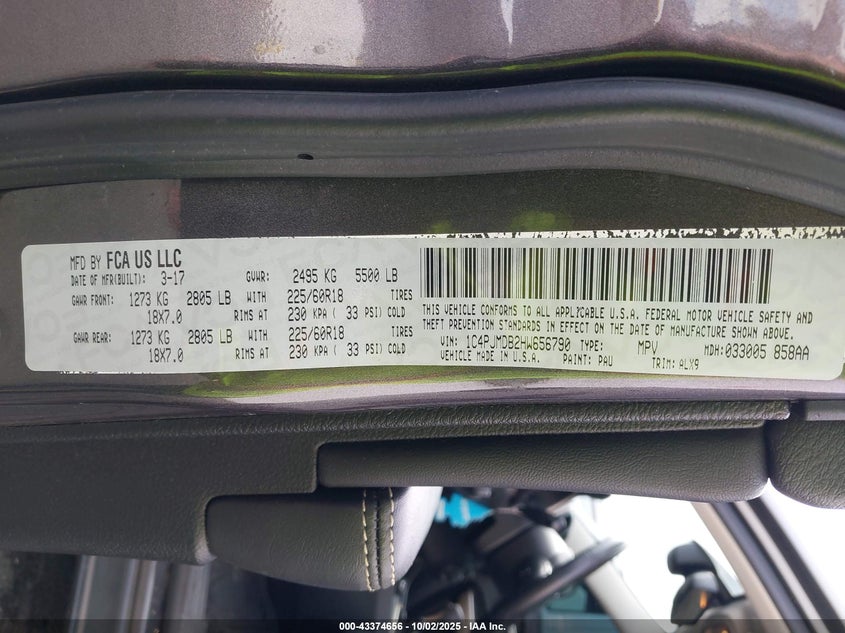 MFD BY FCA US LLC
DATE OF MFR(BUILT): 3-17 GVWR: 2495 KG 5500 LB
GAWR FRONT: 1273 KG 2805 LB WITH 225/60R18 TIRES
18X7.0 RIMS AT 230 KPA ( 33 PSI) COLD
GAWR REAR: 1273 KG 2805 LB WITH 225/60R18 TIRES
18X7.0 RIMS AT 230 KPA ( 33 PSI) COLD
THIS VEHICLE CONFORMS TO ALL APPLICABLE U.S.A. FEDERAL MOTOR VEHICLE SAFETY AND
THEFT PREVENTION STANDARDS IN EFFECT ON THE DATE OF MANUFACTURE SHOWN ABOVE.
VIN: 1C4PJMDB2HW656790 TYPE: MPV MDH: 033005 858AA
VEHICLE MADE IN U.S.A. PAINT: PAU TRIM: ALX9
000-43374656 - 10/02/2025 - IAA Inc.